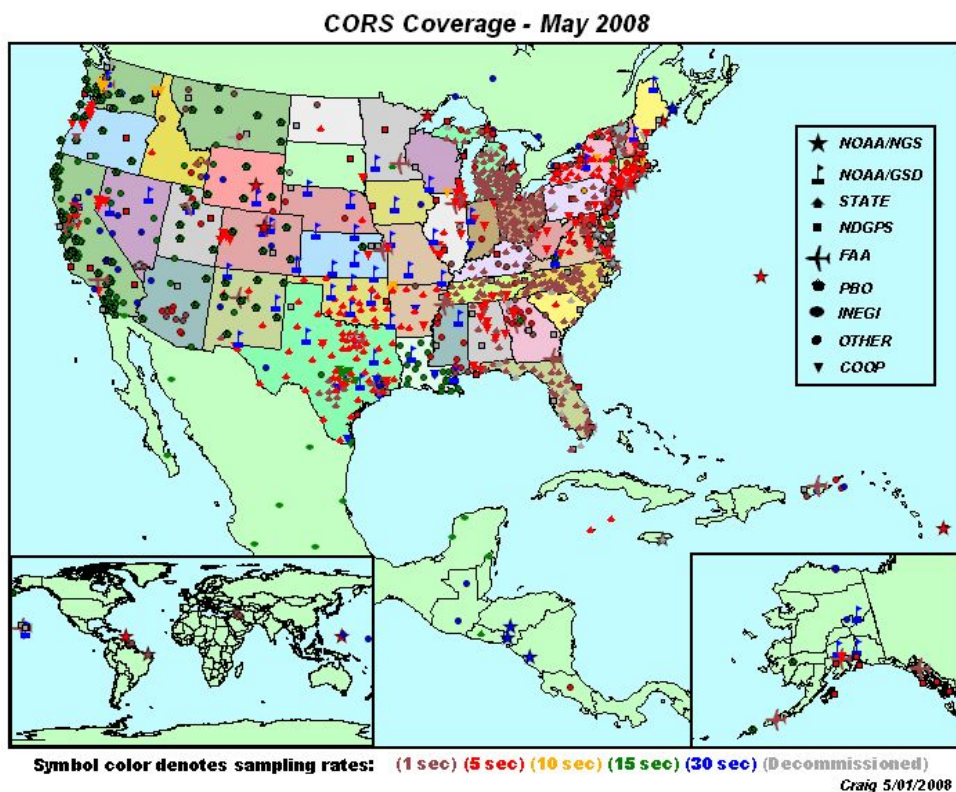 CORS Coverage - May 2008
NOAA/NGS
NOAA/GSD
STATE
NDGPS
FAA
PBO
INEGI
OTHER
COOP
Symbol color denotes sampling rates: (1 sec) (5 sec) (10 sec) (15 sec) (30 sec) (Decommissioned)
Craig 5/01/2008